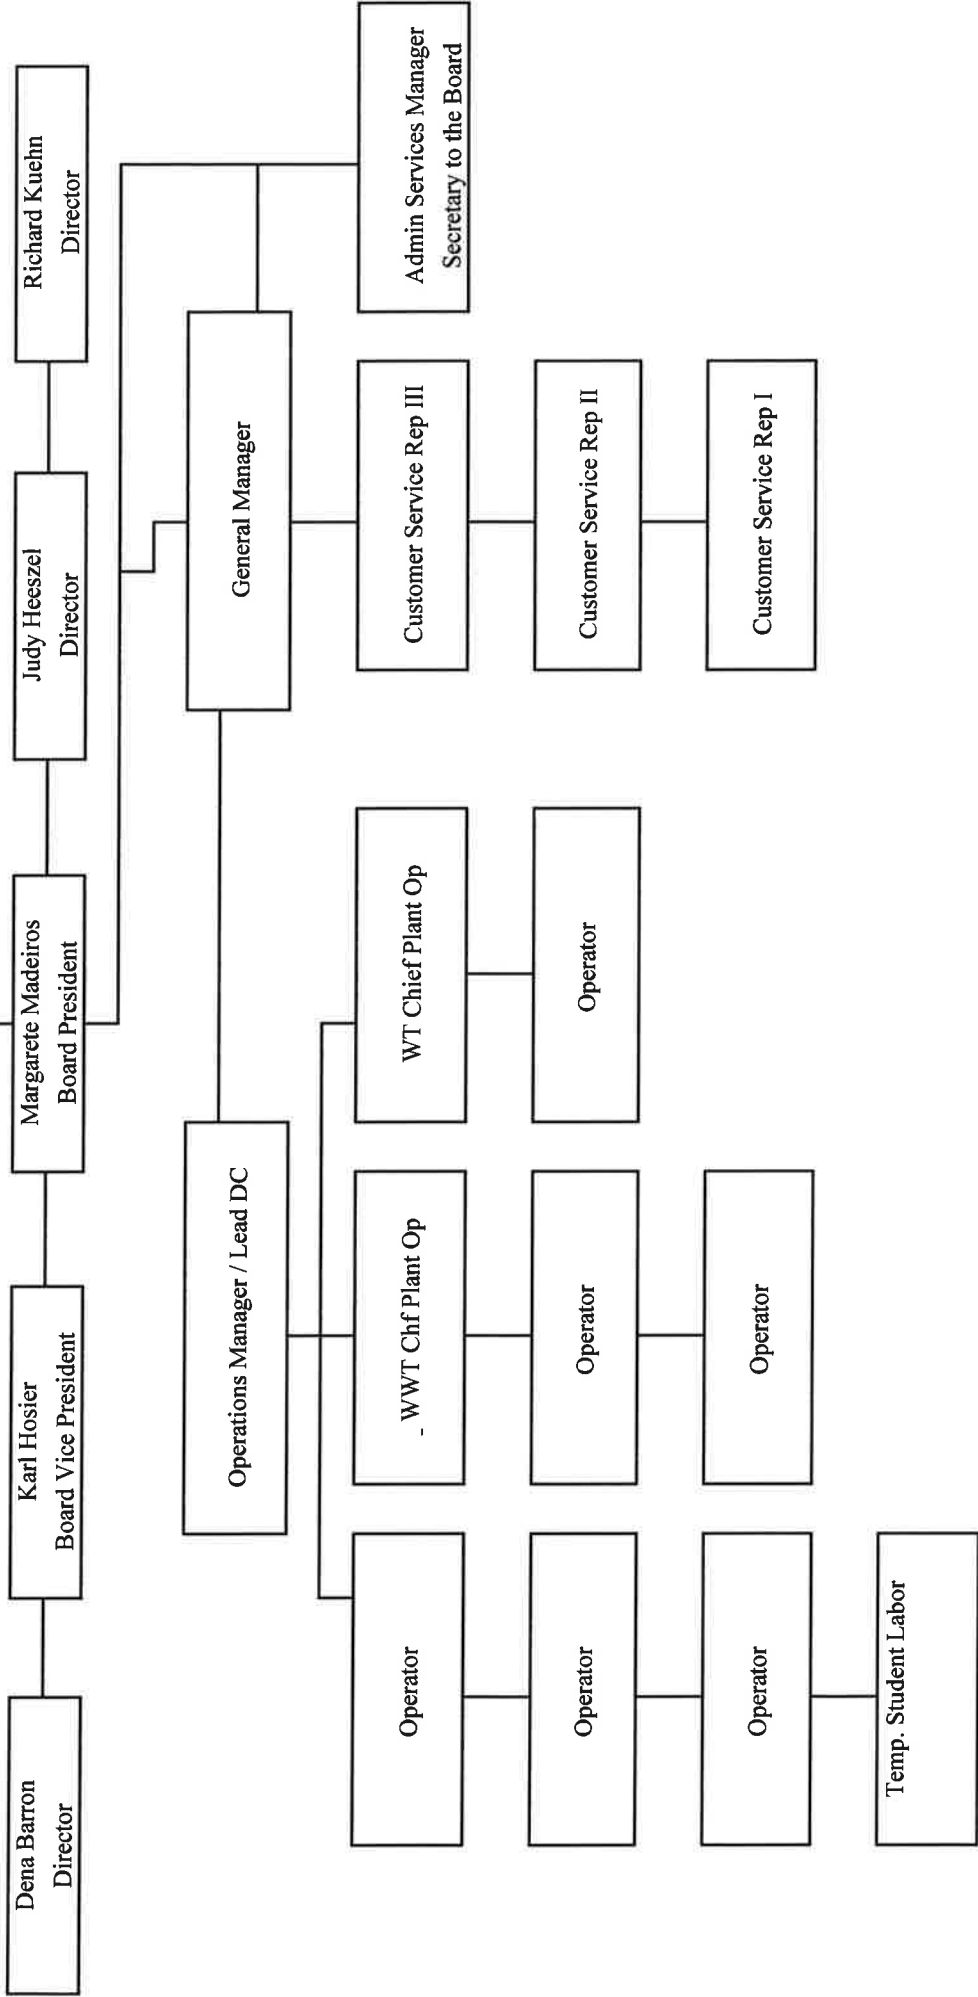 Dena Barron
Director
Karl Hosier
Board Vice President
Margarete Madeiros
Board President
Judy Heeszel
Director
Richard Kuehn
Director
Operations Manager / Lead DC
General Manager
Operator
- WWT Chf Plant Op
WT Chief Plant Op
Customer Service Rep III
Admin Services Manager
Secretary to the Board
Operator
Operator
Operator
Customer Service Rep II
Operator
Operator
Customer Service Rep I
Temp. Student Labor